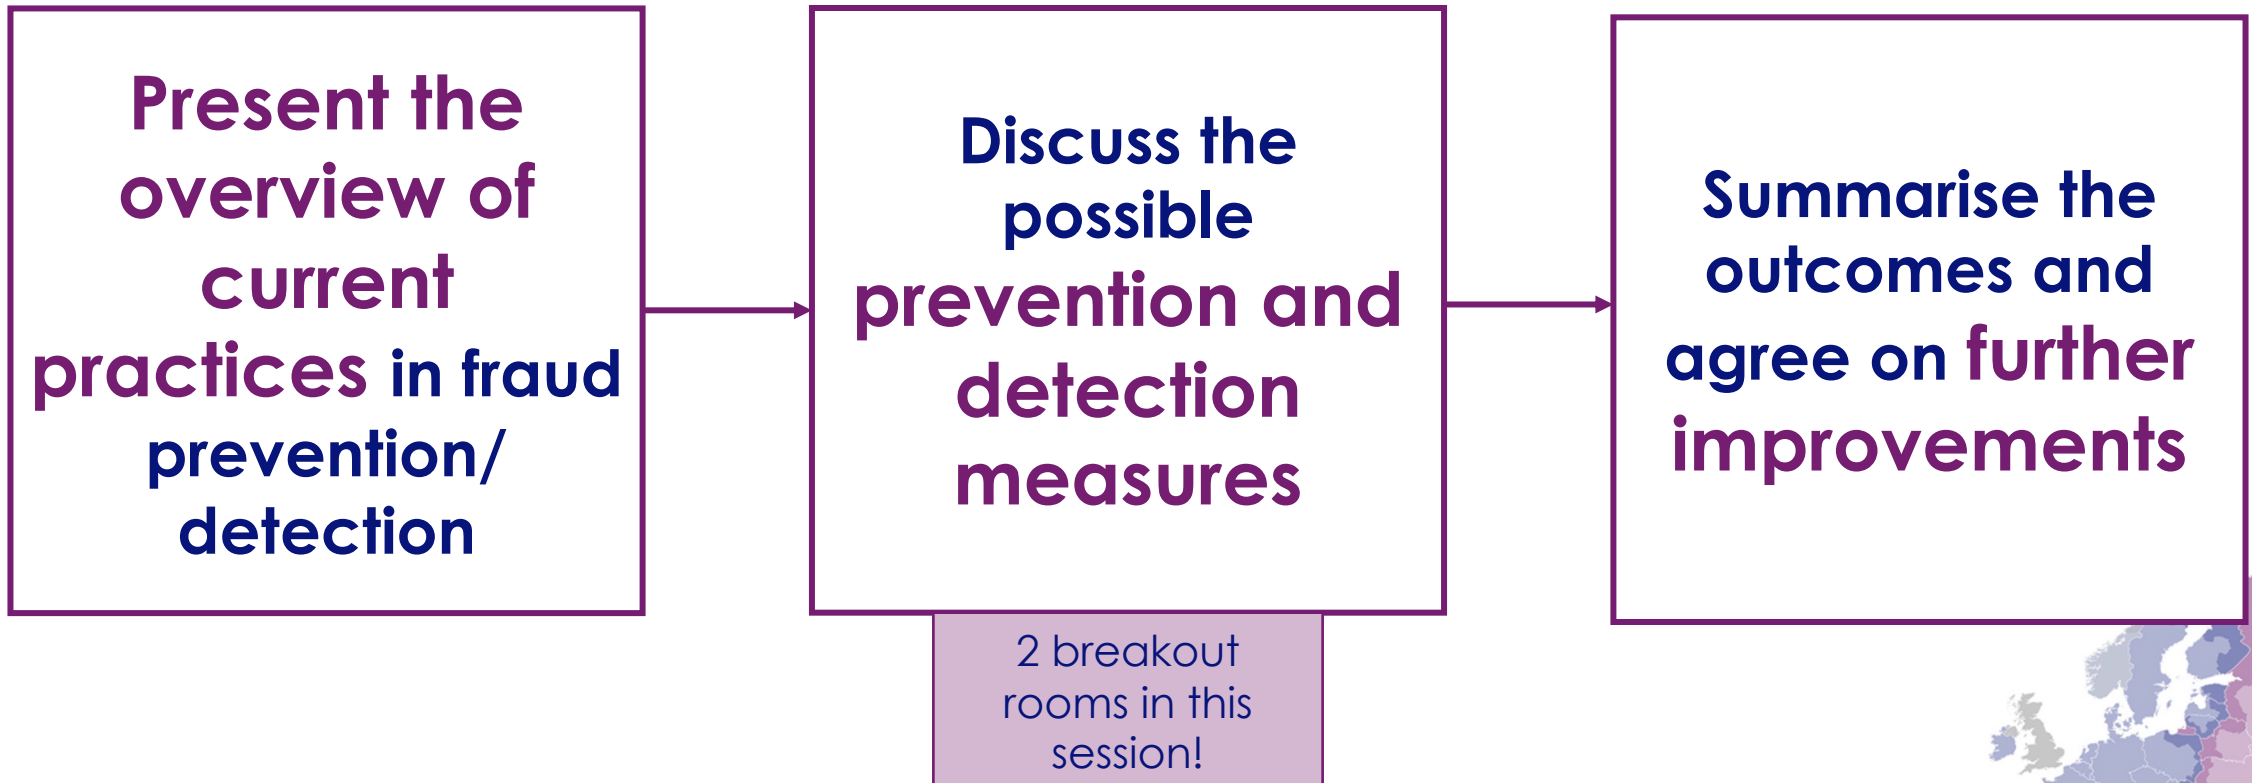 Present the
overview of
current
practices in fraud
prevention/
detection
Discuss the
possible
prevention and
detection
measures
2 breakout
rooms in this
session!
Summarise the
outcomes and
agree on further
improvements